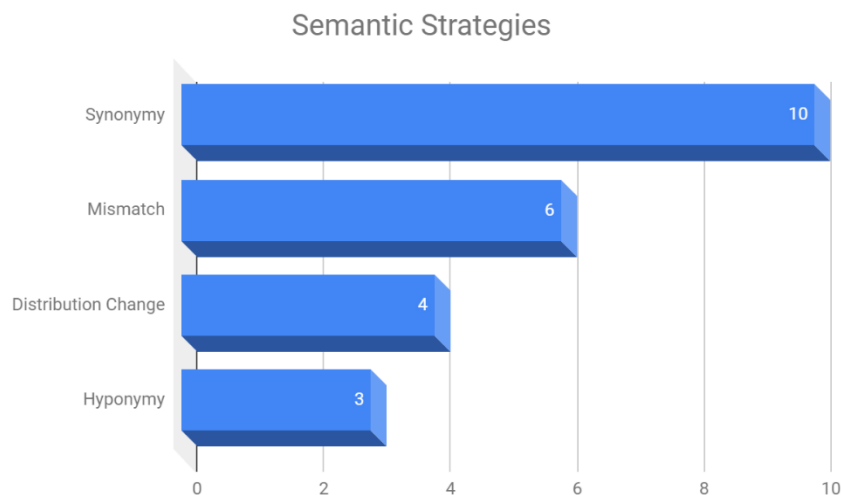 Semantic Strategies
Synonymy
10
Mismatch
6
Distribution Change
4
Hyponymy
3
0 2 4 6 8 10